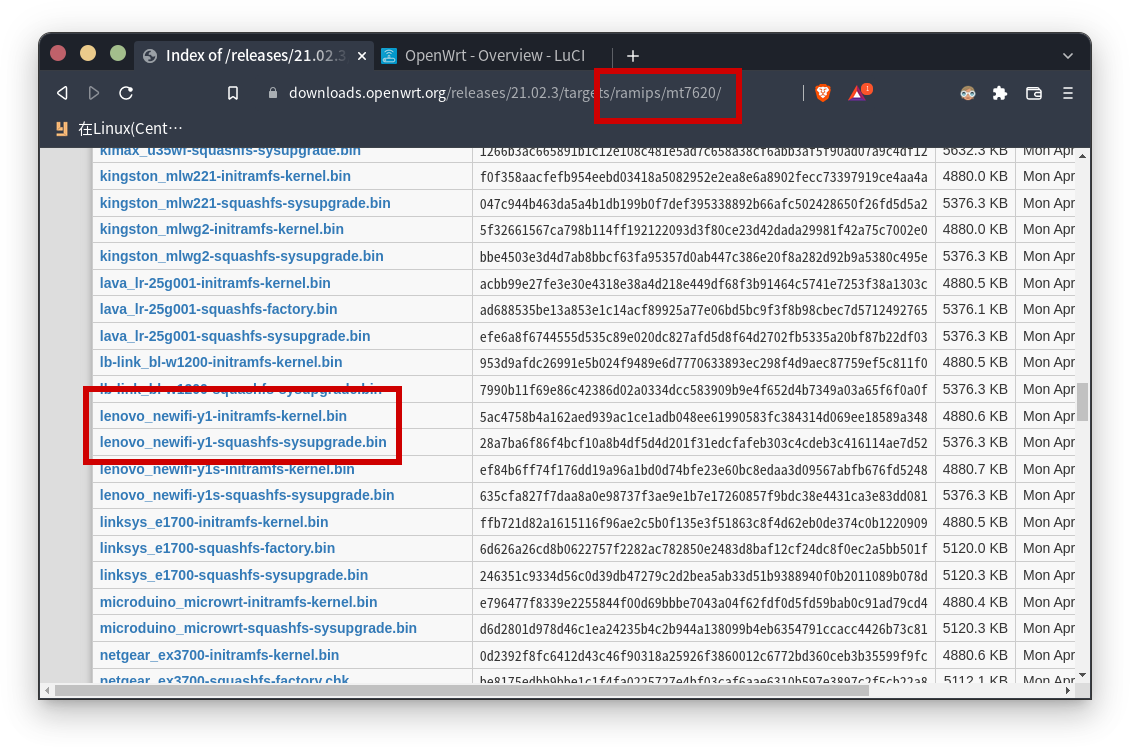 Index of /releases/21.02.3
OpenWrt - Overview - LuCI
downloads.openwrt.org/releases/21.02.3/targets/ramips/mt7620/
1
在Linux(Cent…
kimax_u35wf-squashfs-sysupgrade.bin 1266b3ac665891b1c12e108c481e5ad7c658a38cf6abb3af5f90ad07a9c4df12 5632.3 KB Mon Apr
kingston_mlw221-initramfs-kernel.bin f0f358aacfefb954eebd03418a5082952e2ea8e6a8902fecc73397919ce4aa4a 4880.0 KB Mon Apr
kingston_mlw221-squashfs-sysupgrade.bin 047c944b463da5a4b1db199b0f7def395338892b66afc502428650f26fd5d5a2 5376.3 KB Mon Apr
kingston_mlwg2-initramfs-kernel.bin 5f32661567ca798b114ff192122093d3f80ce23d42dada29981f42a75c7002e0 4880.0 KB Mon Apr
kingston_mlwg2-squashfs-sysupgrade.bin bbe4503e3d4d7ab8bbcf63fa95357d0ab447c386e20f8a282d92b9a5380c495e 5376.3 KB Mon Apr
lava_lr-25g001-initramfs-kernel.bin acbb99e27fe3e30e4318e38a4d218e449df68f3b91464c5741e7253f38a1303c 4880.5 KB Mon Apr
lava_lr-25g001-squashfs-factory.bin ad688535be13a853e1c14acf89925a77e06bd5bc9f3f8b98cbec7d5712492765 5376.1 KB Mon Apr
lava_lr-25g001-squashfs-sysupgrade.bin efe6a8f6744555d535c89e020dc827afd5d8f64d2702fb5335a20bf87b22df03 5376.3 KB Mon Apr
lb-link_bl-w1200-initramfs-kernel.bin 953d9afdc26991e5b024f9489e6d7770633893ec298f4d9aec87759ef5c811f0 4880.5 KB Mon Apr
lb-link_bl-w1200-squashfs-sysupgrade.bin 7990b11f69e86c42386d02a0334dcc583909b9e4f652d4b7349a03a65f6f0a0f 5376.3 KB Mon Apr
lenovo_newifi-y1-initramfs-kernel.bin 5ac4758b4a162aed939ac1ce1adb048ee61990583fc384314d069ee18589a348 4880.6 KB Mon Apr
lenovo_newifi-y1-squashfs-sysupgrade.bin 28a7ba6f86f4bcf10a8b4df5d4d201f31edcfafeb303c4cdeb3c416114ae7d52 5376.3 KB Mon Apr
lenovo_newifi-y1s-initramfs-kernel.bin ef84b6ff74f176dd19a96a1bd0d74bfe23e60bc8edaa3d09567abfb676fd5248 4880.7 KB Mon Apr
lenovo_newifi-y1s-squashfs-sysupgrade.bin 635cfa827f7daa8a0e98737f3ae9e1b7e17260857f9bdc38e4431ca3e83dd081 5376.3 KB Mon Apr
linksys_e1700-initramfs-kernel.bin ffb721d82a1615116f96ae2c5b0f135e3f51863c8f4d62eb0de374c0b1220909 4880.5 KB Mon Apr
linksys_e1700-squashfs-factory.bin 6d626a26cd8b0622757f2282ac782850e2483d8baf12cf24dc8f0ec2a5bb501f 5120.0 KB Mon Apr
linksys_e1700-squashfs-sysupgrade.bin 246351c9334d56c0d39db47279c2d2bea5ab33d51b9388940f0b2011089b078d 5120.3 KB Mon Apr
microduino_microwrt-initramfs-kernel.bin e796477f8339e2255844f00d69bbbe7043a04f62fdf0d5fd59bab0c91ad79cd4 4880.4 KB Mon Apr
microduino_microwrt-squashfs-sysupgrade.bin d6d2801d978d46c1ea24235b4c2b944a138099b4eb6354791ccacc4426b73c81 5120.3 KB Mon Apr
netgear_ex3700-initramfs-kernel.bin 0d2392f8fc6412d43c46f90318a25926f3860012c6772bd360ceb3b35599f9fc 4880.6 KB Mon Apr
netgear_ex3700-squashfs-factory.chk be8175edbb9bbe1c1f4fa0225727e4bf03caf6aae6310b597e3897c2f5cb22a8 5112.1 KB Mon Apr